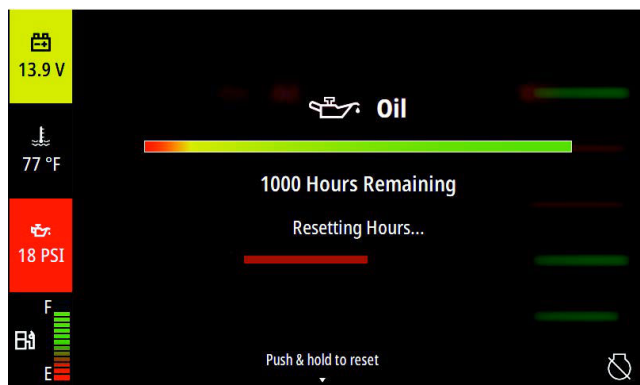 13.9 V
77 °F
18 PSI
F
E
Oil
1000 Hours Remaining
Resetting Hours...
Push & hold to reset